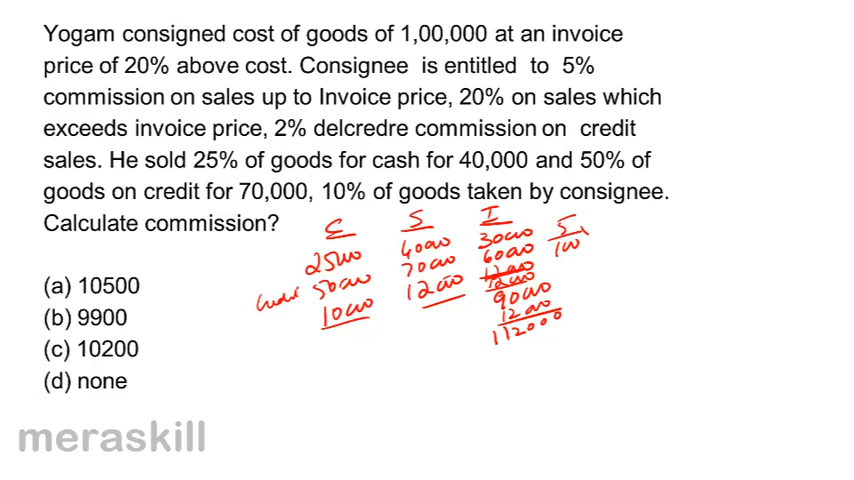 Yogam consigned cost of goods of 1,00,000 at an invoice
price of 20% above cost. Consignee is entitled to 5%
commission on sales up to Invoice price, 20% on sales which
exceeds invoice price, 2% delcredre commission on credit
sales. He sold 25% of goods for cash for 40,000 and 50% of
goods on credit for 70,000, 10% of goods taken by consignee.
Calculate commission?
C S I
25000 40000 30000 5/100
credit 50000 70000 60000
10000 12000 12000
12000
90000
12000
112000
(a) 10500
(b) 9900
(c) 10200
(d) none
meraskill